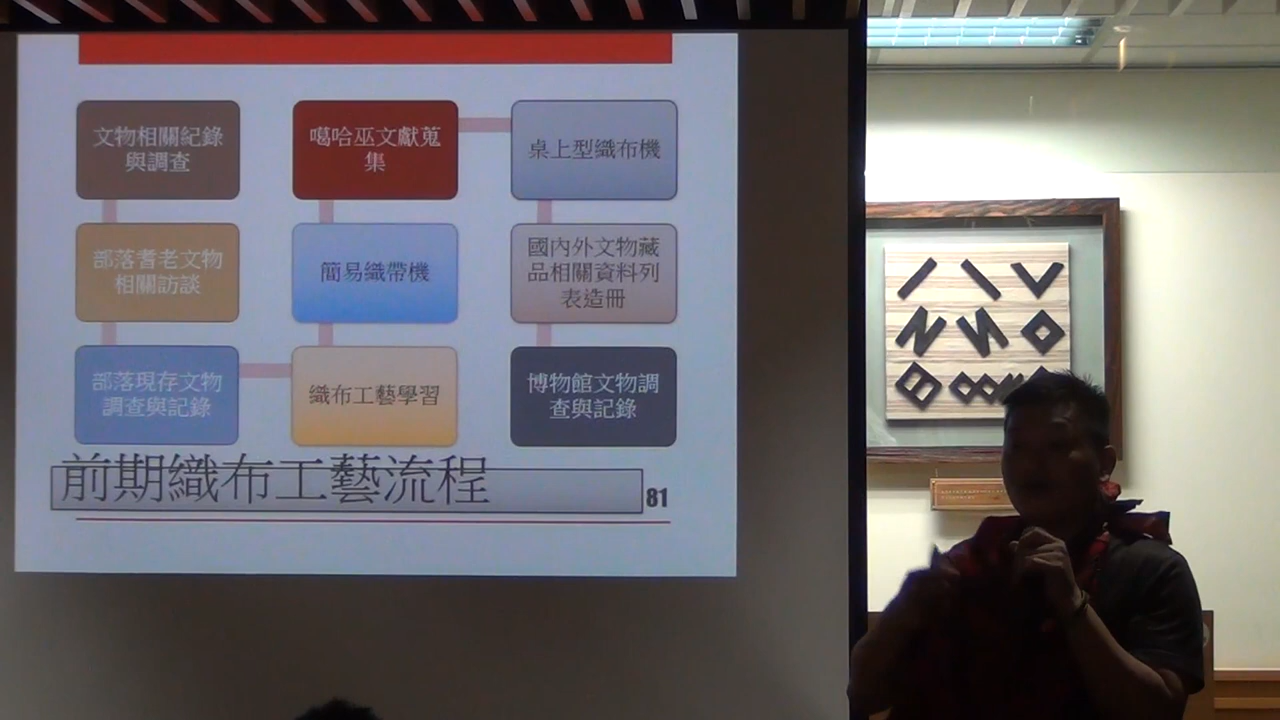 文物相關紀錄
與調查
部落耆老文物
相關訪談
部落現存文物
調查與記錄
織布工藝學習
簡易織帶機
噶哈巫文獻蒐
集
桌上型織布機
國內外文物藏
品相關資料列
表造冊
博物館文物調
查與記錄
前期織布工藝流程
81